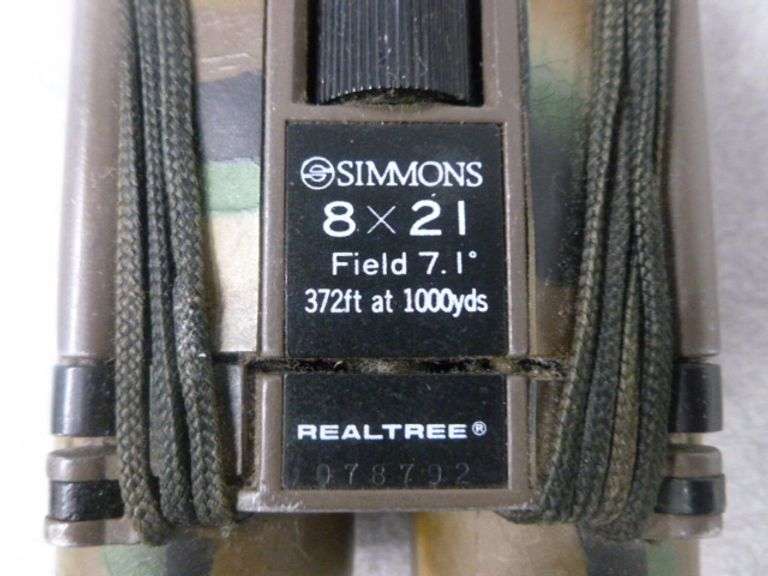 SIMMONS
8×21
Field 7.1°
372ft at 1000yds
REALTREE®
078792